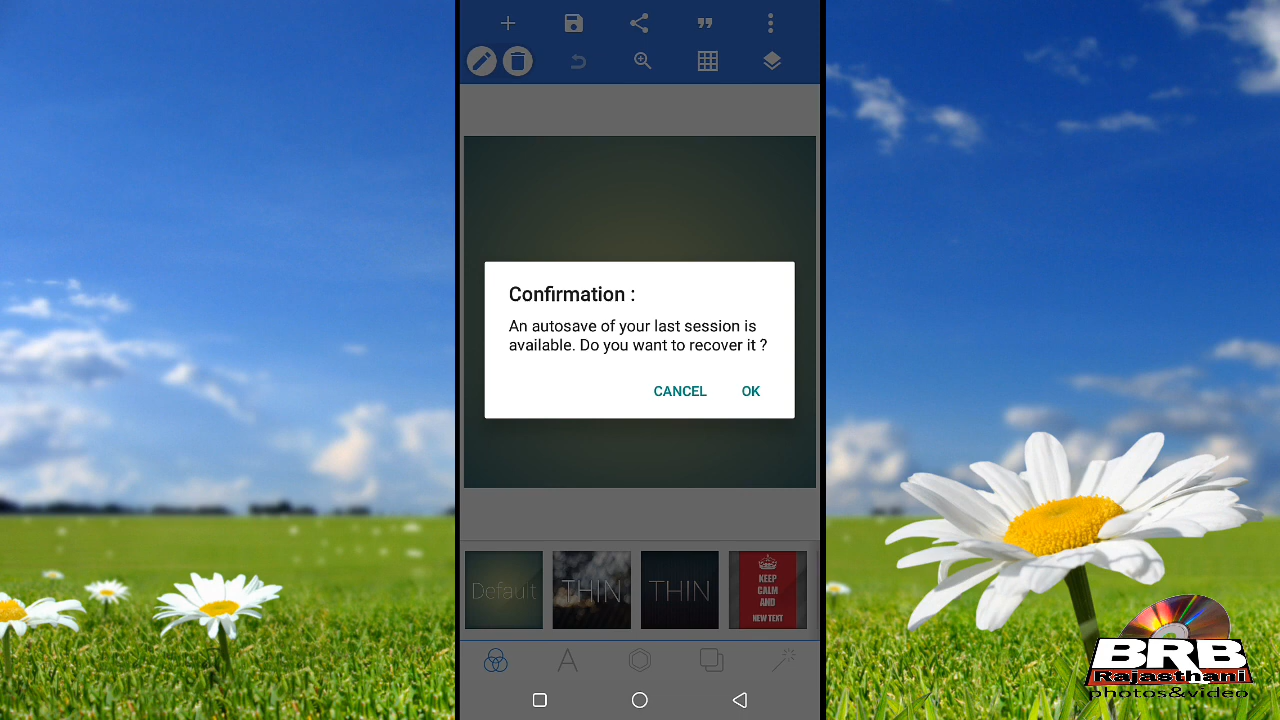 Confirmation :
An autosave of your last session is
available. Do you want to recover it ?
CANCEL OK
Default
THIN
THIN
KEEP
CALM
AND
NEW TEXT
BRB
Rajasthani
photos&video